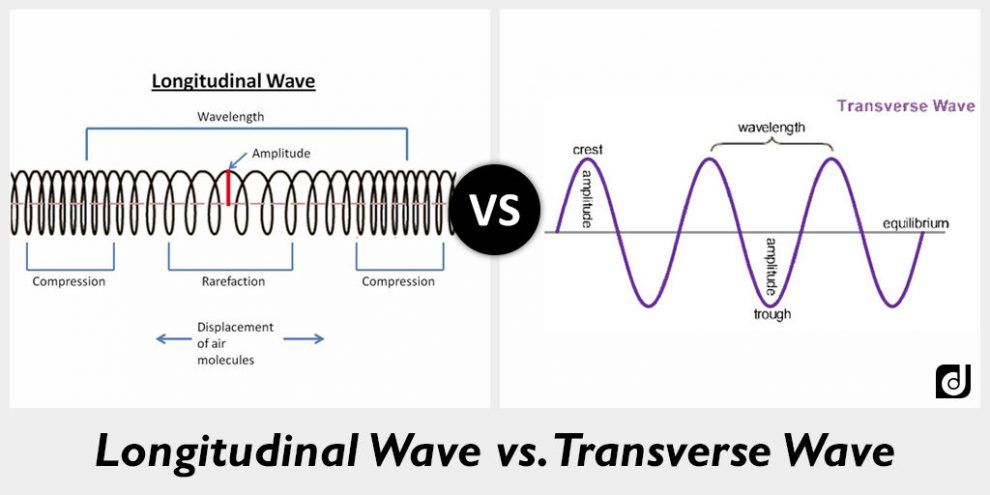 Longitudinal Wave
Wavelength
Amplitude
Compression
Rarefaction
Compression
Displacement
of air
molecules
VS
Transverse Wave
wavelength
crest
amplitude
equilibrium
amplitude
trough
d
Longitudinal Wave vs. Transverse Wave